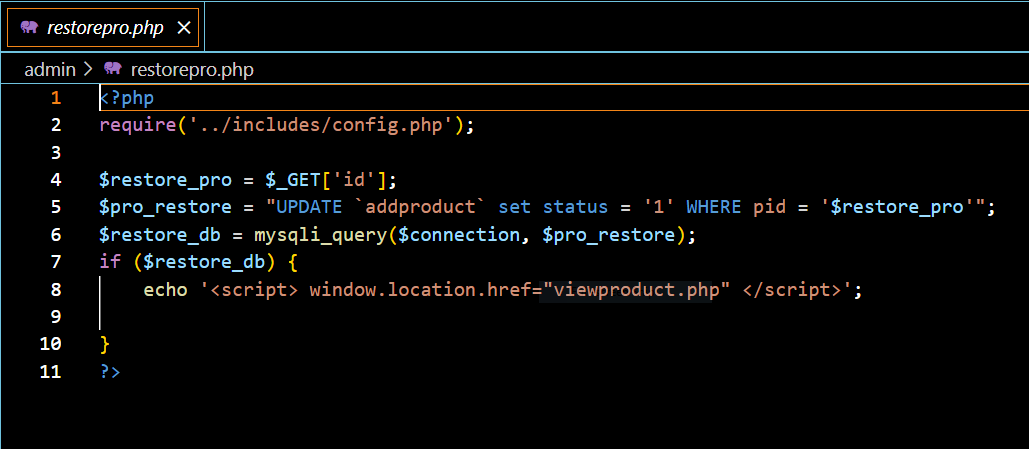 restorepro.php ×
admin > restorepro.php
1 <?php
2 require('../includes/config.php');
3
4 $restore_pro = $_GET['id'];
5 $pro_restore = "UPDATE `addproduct` set status = '1' WHERE pid = '$restore_pro'";
6 $restore_db = mysqli_query($connection, $pro_restore);
7 if ($restore_db) {
8     echo '<script> window.location.href="viewproduct.php" </script>';
9
10 }
11 ?>